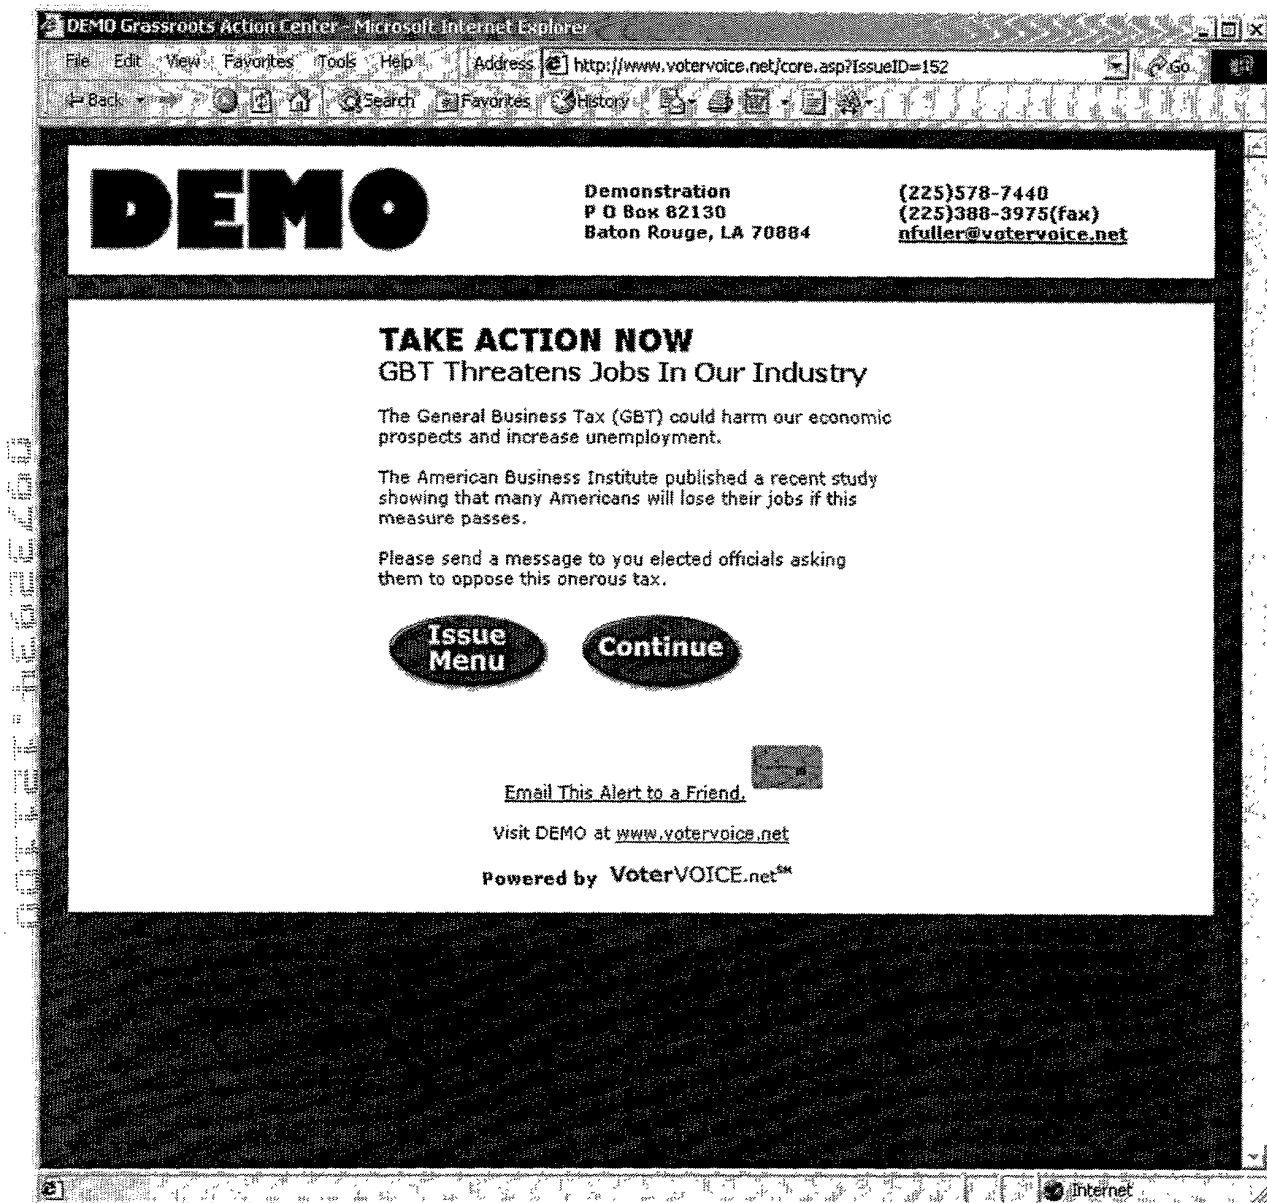 DEMO Grassroots Action Center - Microsoft Internet Explorer
File Edit View Favorites Tools Help Address http://www.votervoice.net/core.asp?IssueID=152 Go
Back Search Favorites History
DEMO
Demonstration
P O Box 82130
Baton Rouge, LA 70884
(225)578-7440
(225)388-3975(fax)
nfuller@votervoice.net
TAKE ACTION NOW
GBT Threatens Jobs In Our Industry
The General Business Tax (GBT) could harm our economic
prospects and increase unemployment.
The American Business Institute published a recent study
showing that many Americans will lose their jobs if this
measure passes.
Please send a message to you elected officials asking
them to oppose this onerous tax.
Issue
Menu
Continue
Email This Alert to a Friend.
Visit DEMO at www.votervoice.net
Powered by VoterVOICE.net℠
Internet